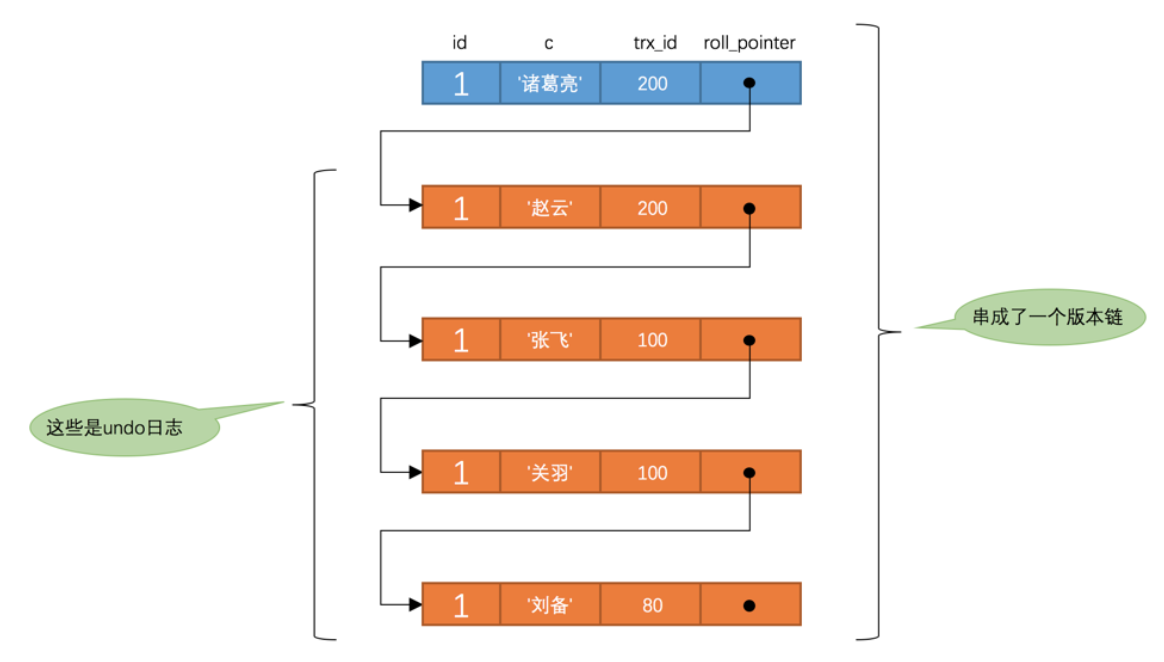 id c trx_id roll_pointer
1 '诸葛亮' 200
1 '赵云' 200
1 '张飞' 100
串成了一个版本链
这些是undo日志
1 '关羽' 100
1 '刘备' 80